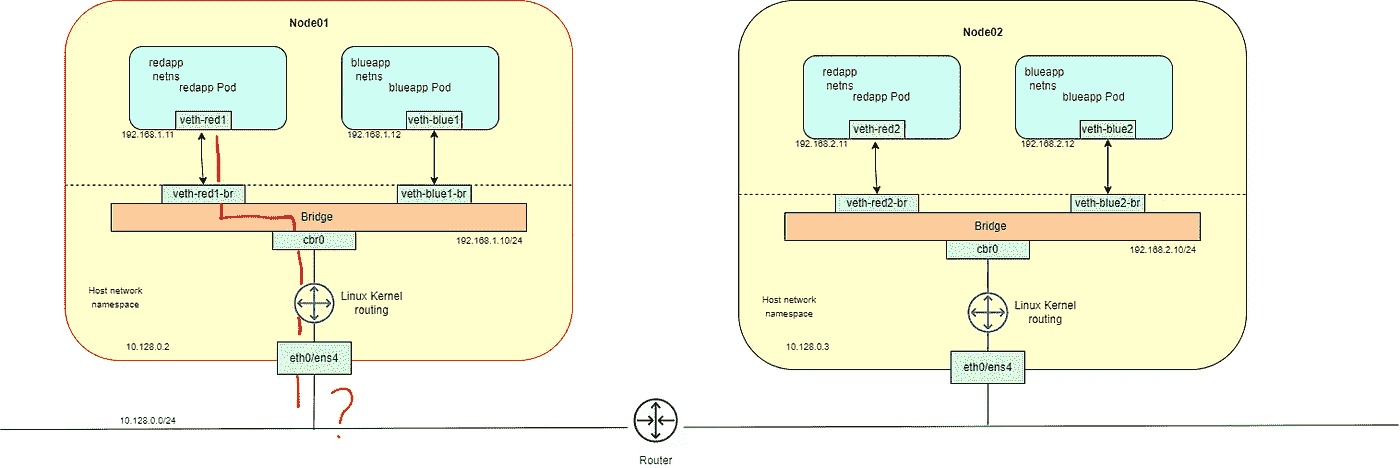 Node01
redapp
netns
redapp Pod
veth-red1
192.168.1.11
blueapp
netns
blueapp Pod
veth-blue1
192.168.1.12
veth-red1-br
veth-blue1-br
Bridge
cbr0
192.168.1.10/24
Host network
namespace
Linux Kernel
routing
10.128.0.2
eth0/ens4
?
10.128.0.0/24
Router
Node02
redapp
netns
redapp Pod
veth-red2
192.168.2.11
blueapp
netns
blueapp Pod
veth-blue2
192.168.2.12
veth-red2-br
veth-blue2-br
Bridge
cbr0
192.168.2.10/24
Host network
namespace
Linux Kernel
routing
10.128.0.3
eth0/ens4